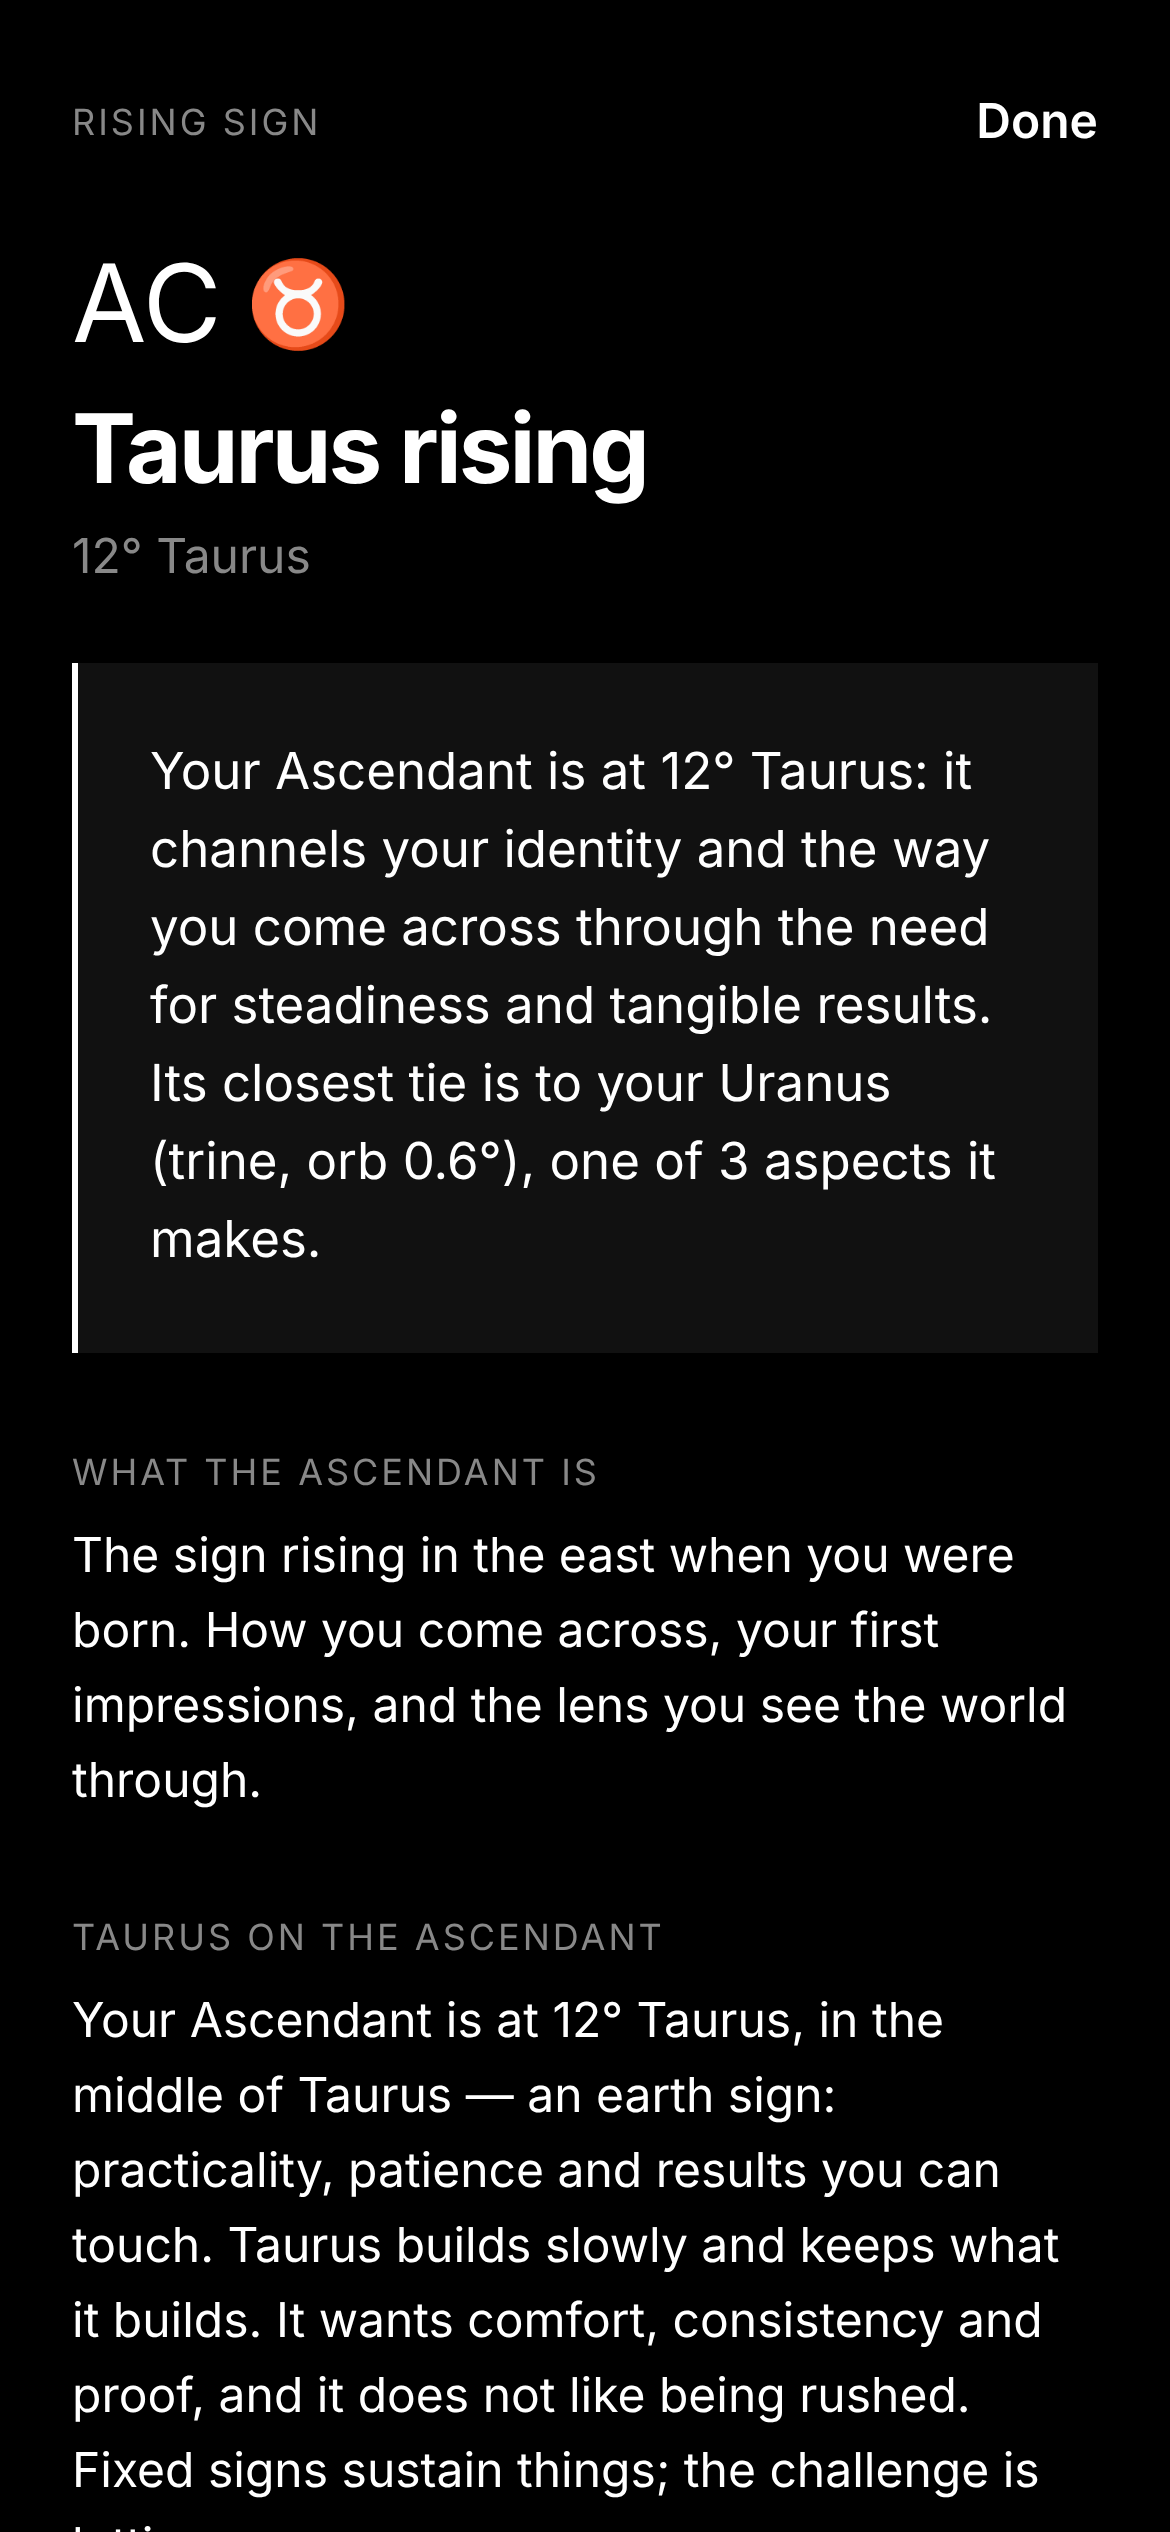 RISING SIGN
Done
AC ♉
Taurus rising
12° Taurus
Your Ascendant is at 12° Taurus: it
channels your identity and the way
you come across through the need
for steadiness and tangible results.
Its closest tie is to your Uranus
(trine, orb 0.6°), one of 3 aspects it
makes.
WHAT THE ASCENDANT IS
The sign rising in the east when you were
born. How you come across, your first
impressions, and the lens you see the world
through.
TAURUS ON THE ASCENDANT
Your Ascendant is at 12° Taurus, in the
middle of Taurus — an earth sign:
practicality, patience and results you can
touch. Taurus builds slowly and keeps what
it builds. It wants comfort, consistency and
proof, and it does not like being rushed.
Fixed signs sustain things; the challenge is